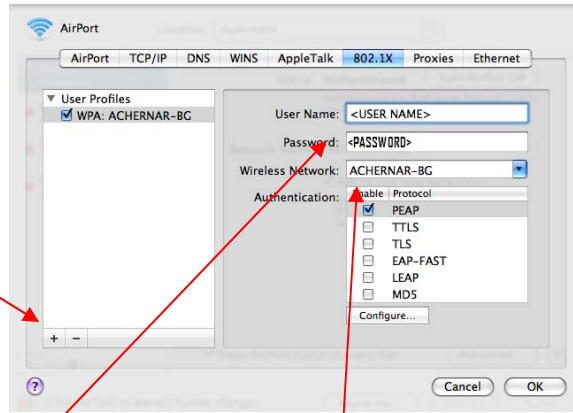 AirPort
AirPort TCP/IP DNS WINS AppleTalk 802.1X Proxies Ethernet
User Profiles
WPA: ACHERNAR-BG
User Name: <USER NAME>
Password: <PASSWORD>
Wireless Network: ACHERNAR-BG
Authentication: Enable Protocol
PEAP
TTLS
TLS
EAP-FAST
LEAP
MD5
Configure...
+ −
? Cancel OK